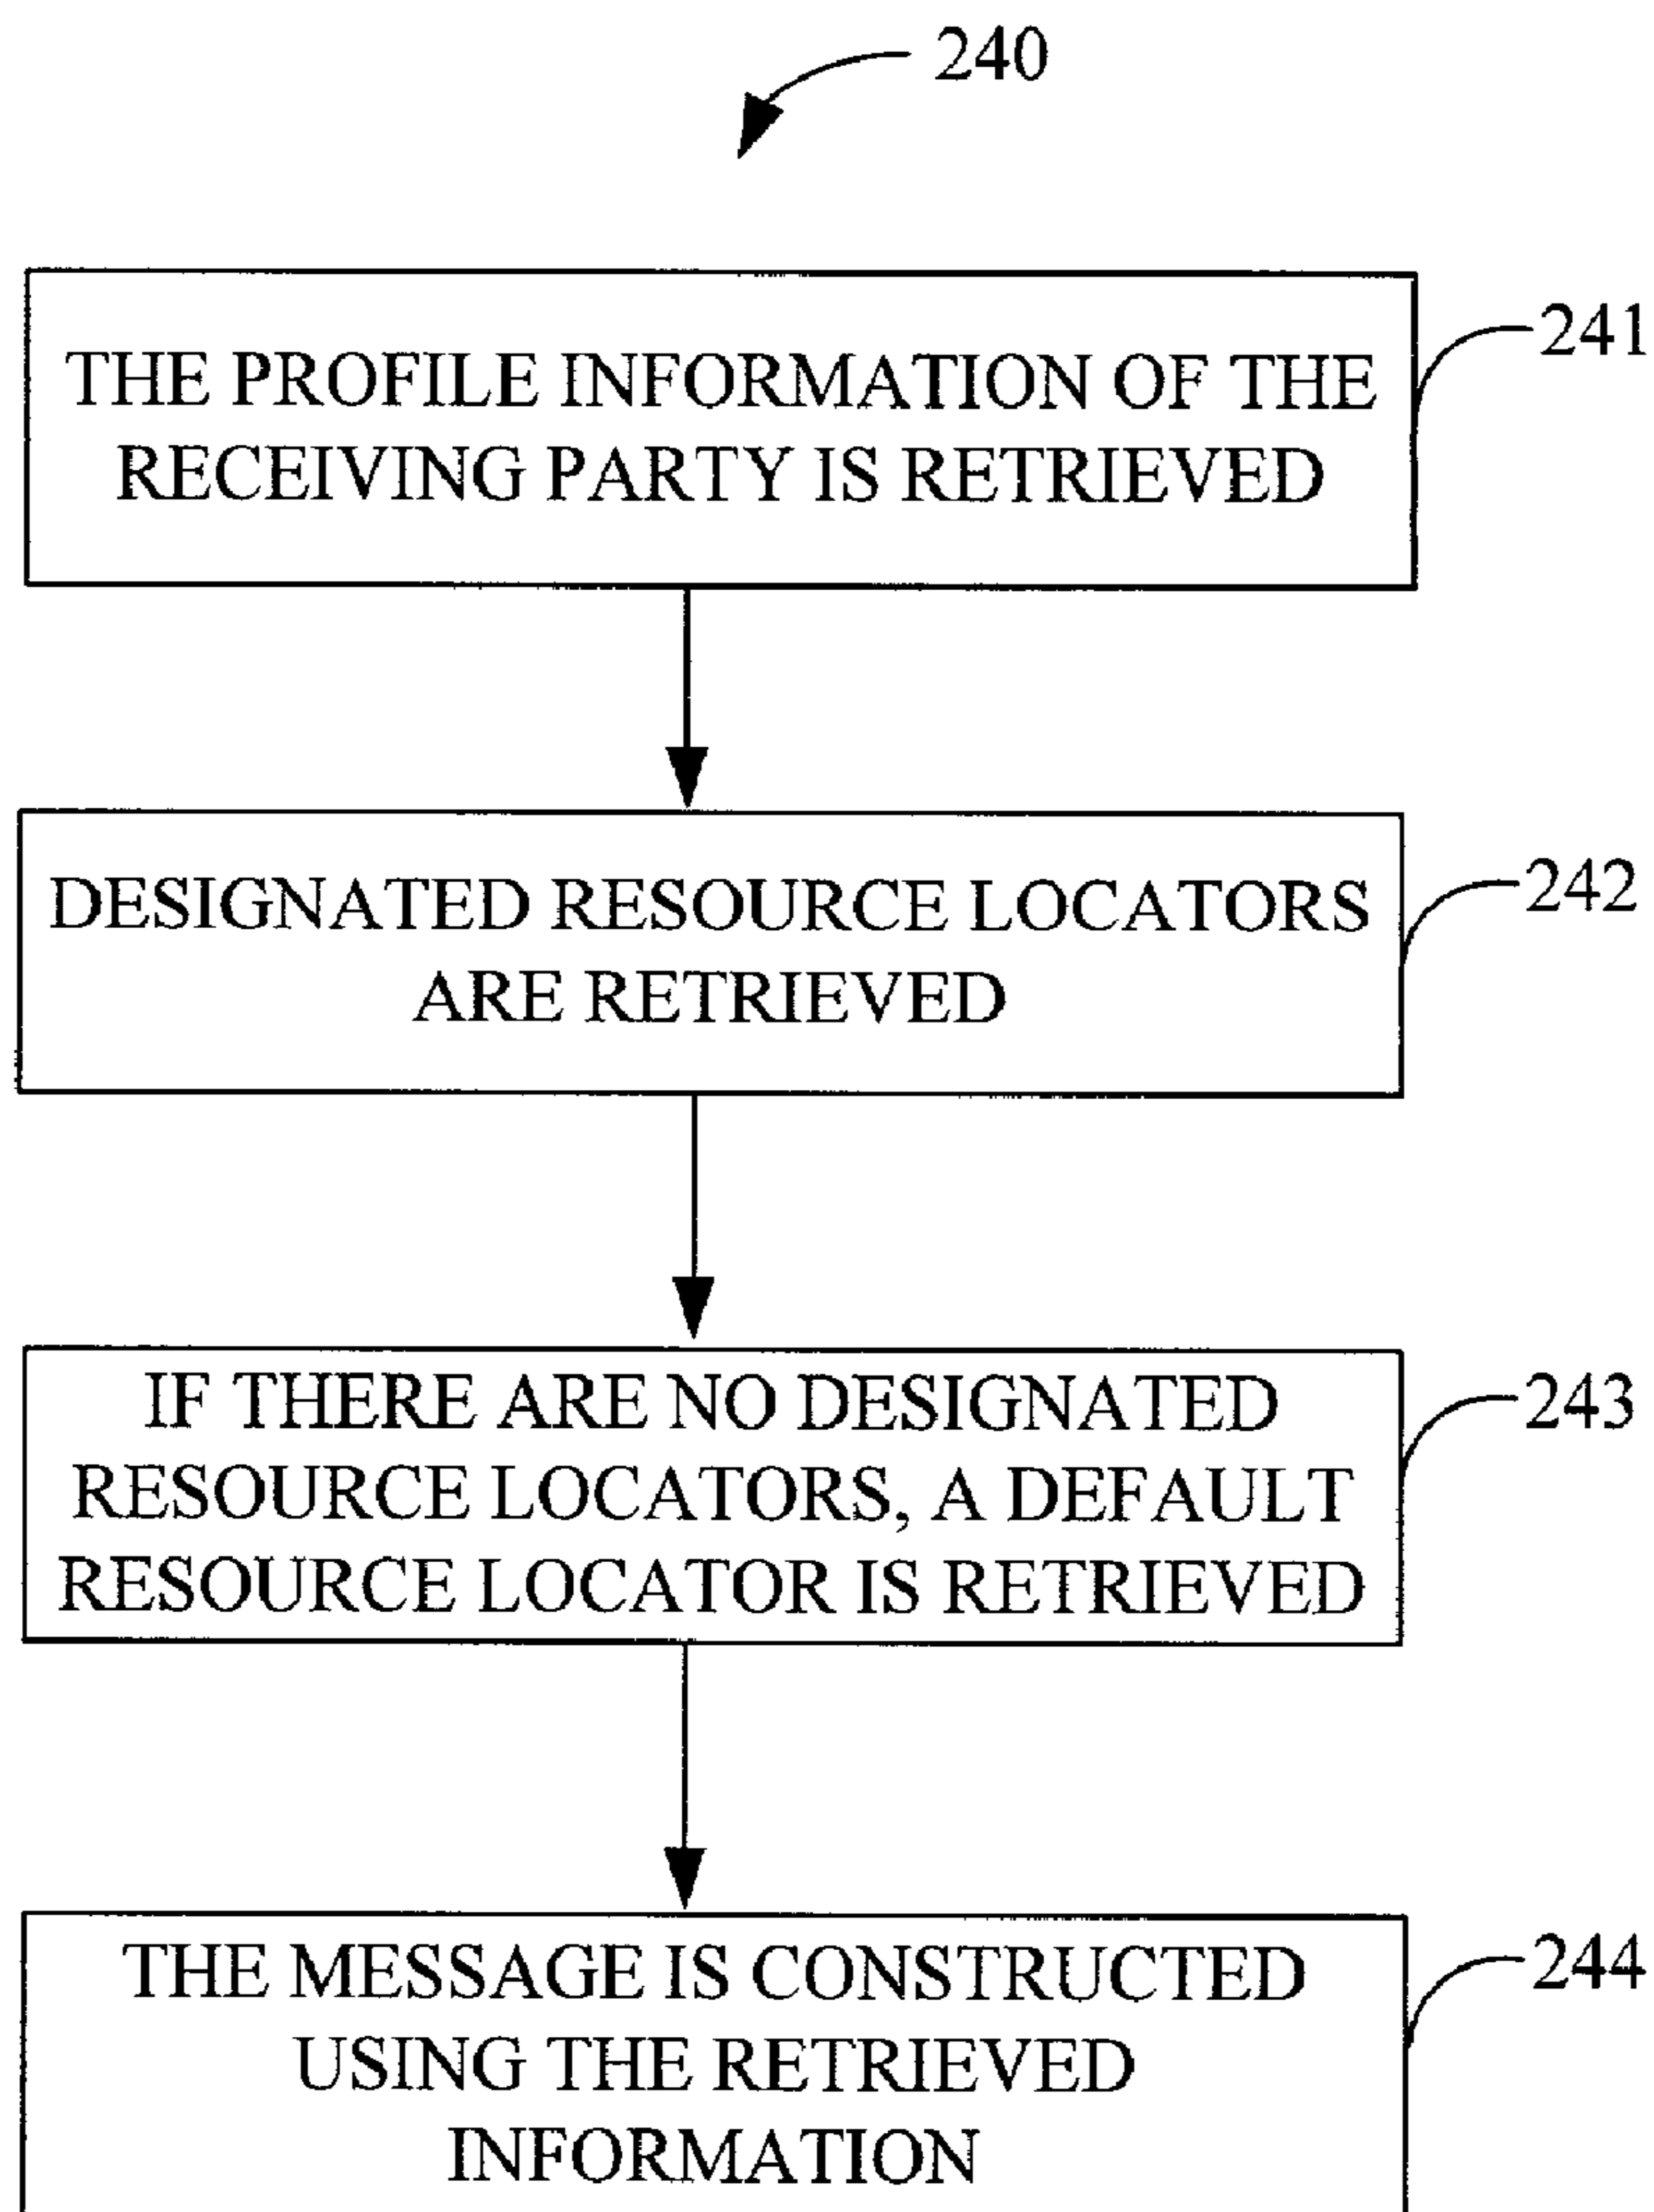 240
THE PROFILE INFORMATION OF THE
RECEIVING PARTY IS RETRIEVED
241
DESIGNATED RESOURCE LOCATORS
ARE RETRIEVED
242
IF THERE ARE NO DESIGNATED
RESOURCE LOCATORS, A DEFAULT
RESOURCE LOCATOR IS RETRIEVED
243
THE MESSAGE IS CONSTRUCTED
USING THE RETRIEVED
INFORMATION
244